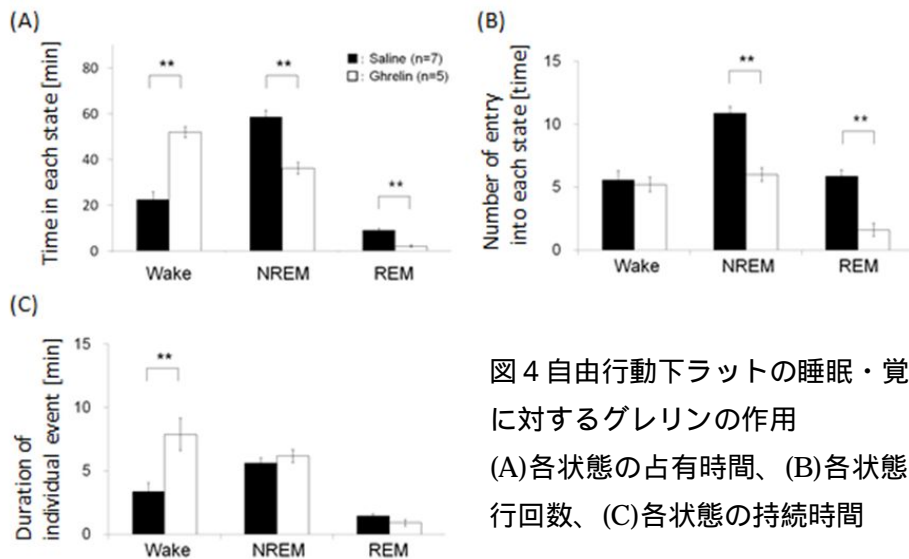 (A)
Time in each state [min]
80
60
40
20
0
**
**
**
■: Saline (n=7)
□: Ghrelin (n=5)
Wake
NREM
REM
(B)
Number of entry
into each state [time]
15
10
5
0
**
**
Wake
NREM
REM
(C)
Duration of
individual event [min]
15
10
5
0
**
Wake
NREM
REM
図４自由行動下ラットの睡眠・覚
に対するグレリンの作用
(A)各状態の占有時間、(B)各状態
行回数、(C)各状態の持続時間